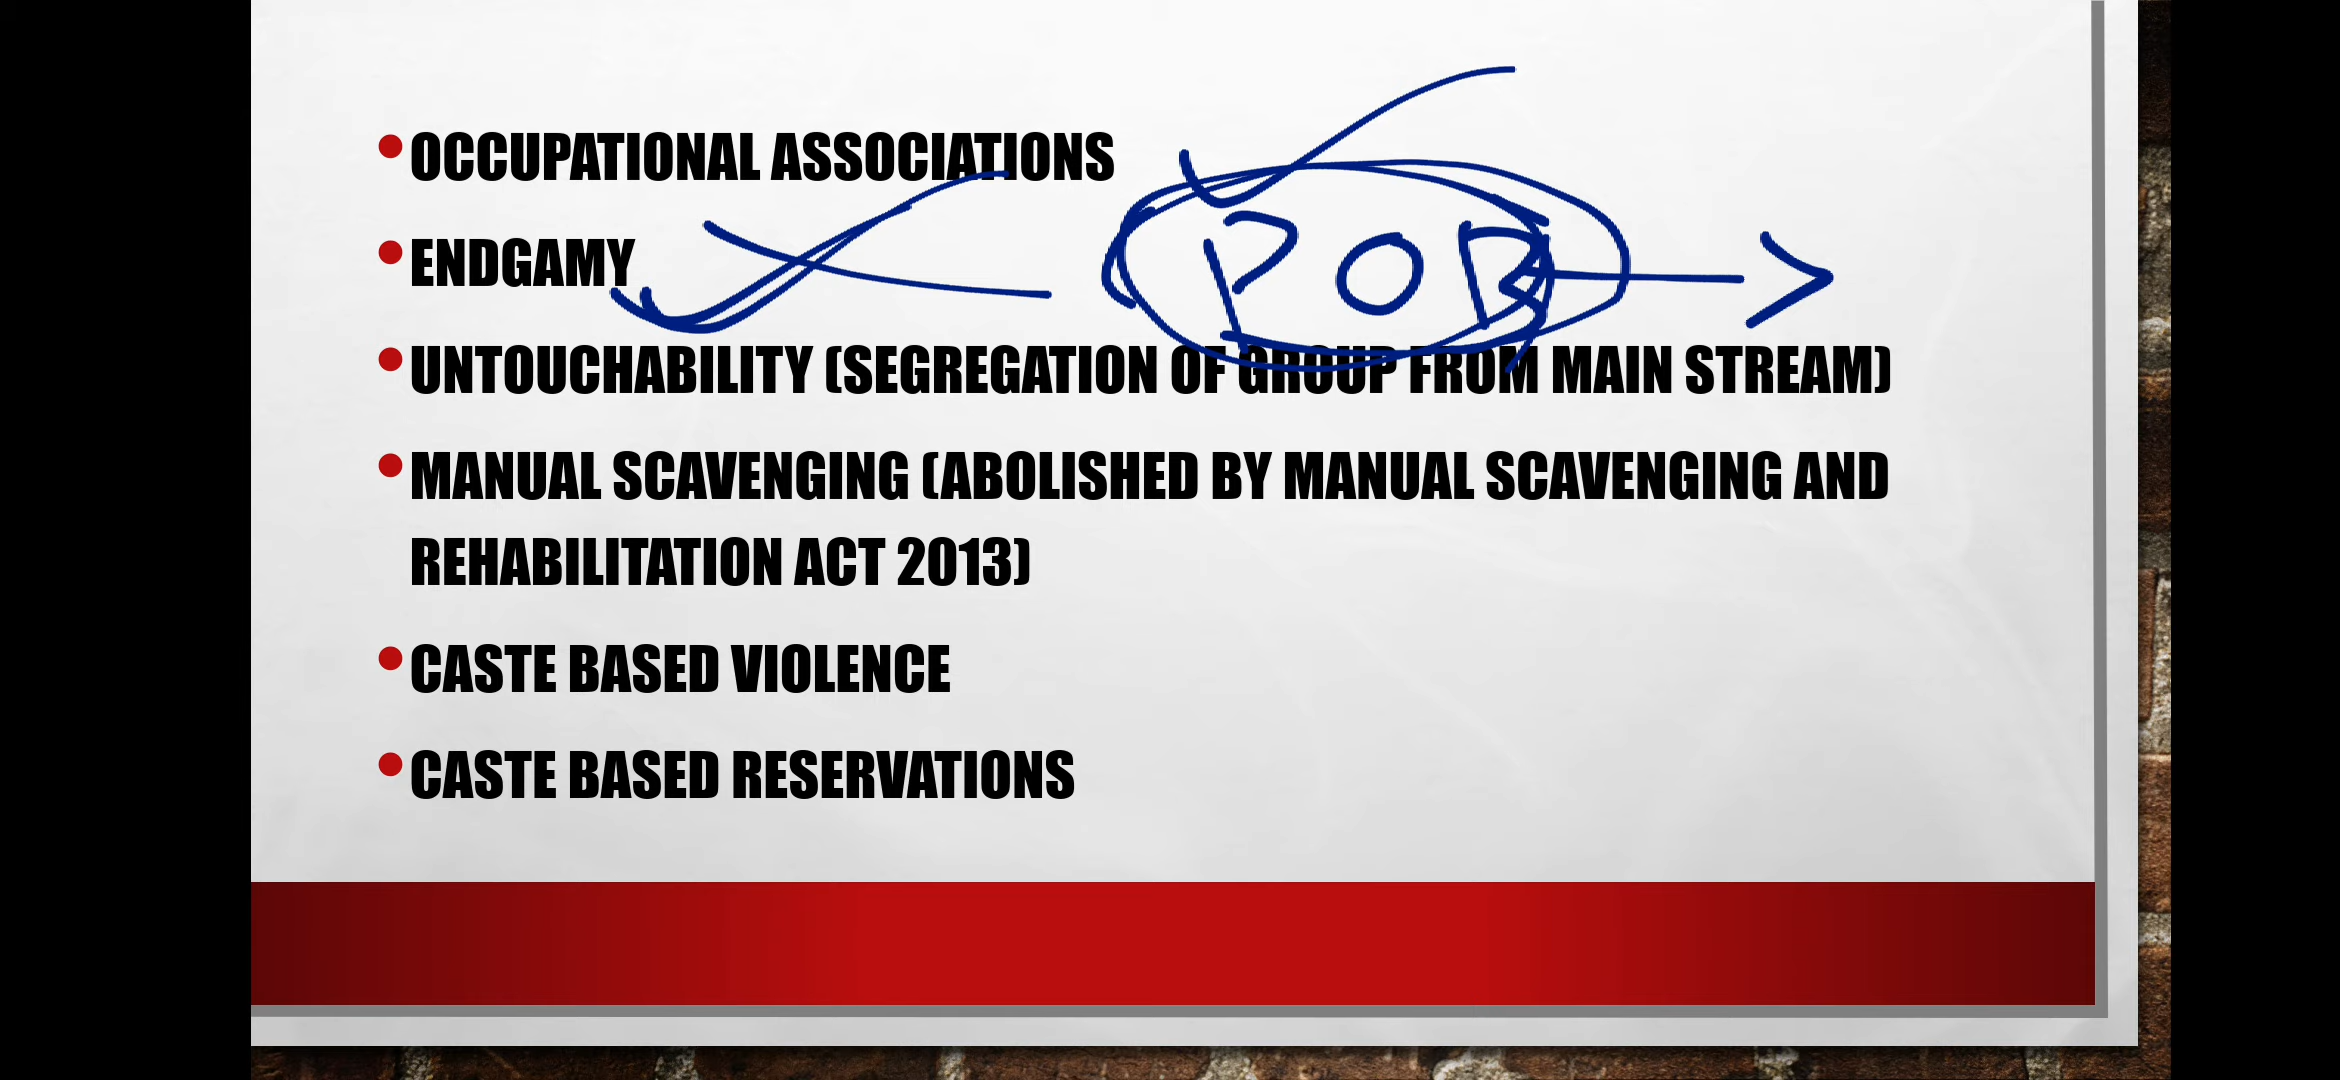 OCCUPATIONAL ASSOCIATIONS
ENDGAMY
POB
UNTOUCHABILITY (SEGREGATION OF GROUP FROM MAIN STREAM)
MANUAL SCAVENGING (ABOLISHED BY MANUAL SCAVENGING AND
REHABILITATION ACT 2013)
CASTE BASED VIOLENCE
CASTE BASED RESERVATIONS